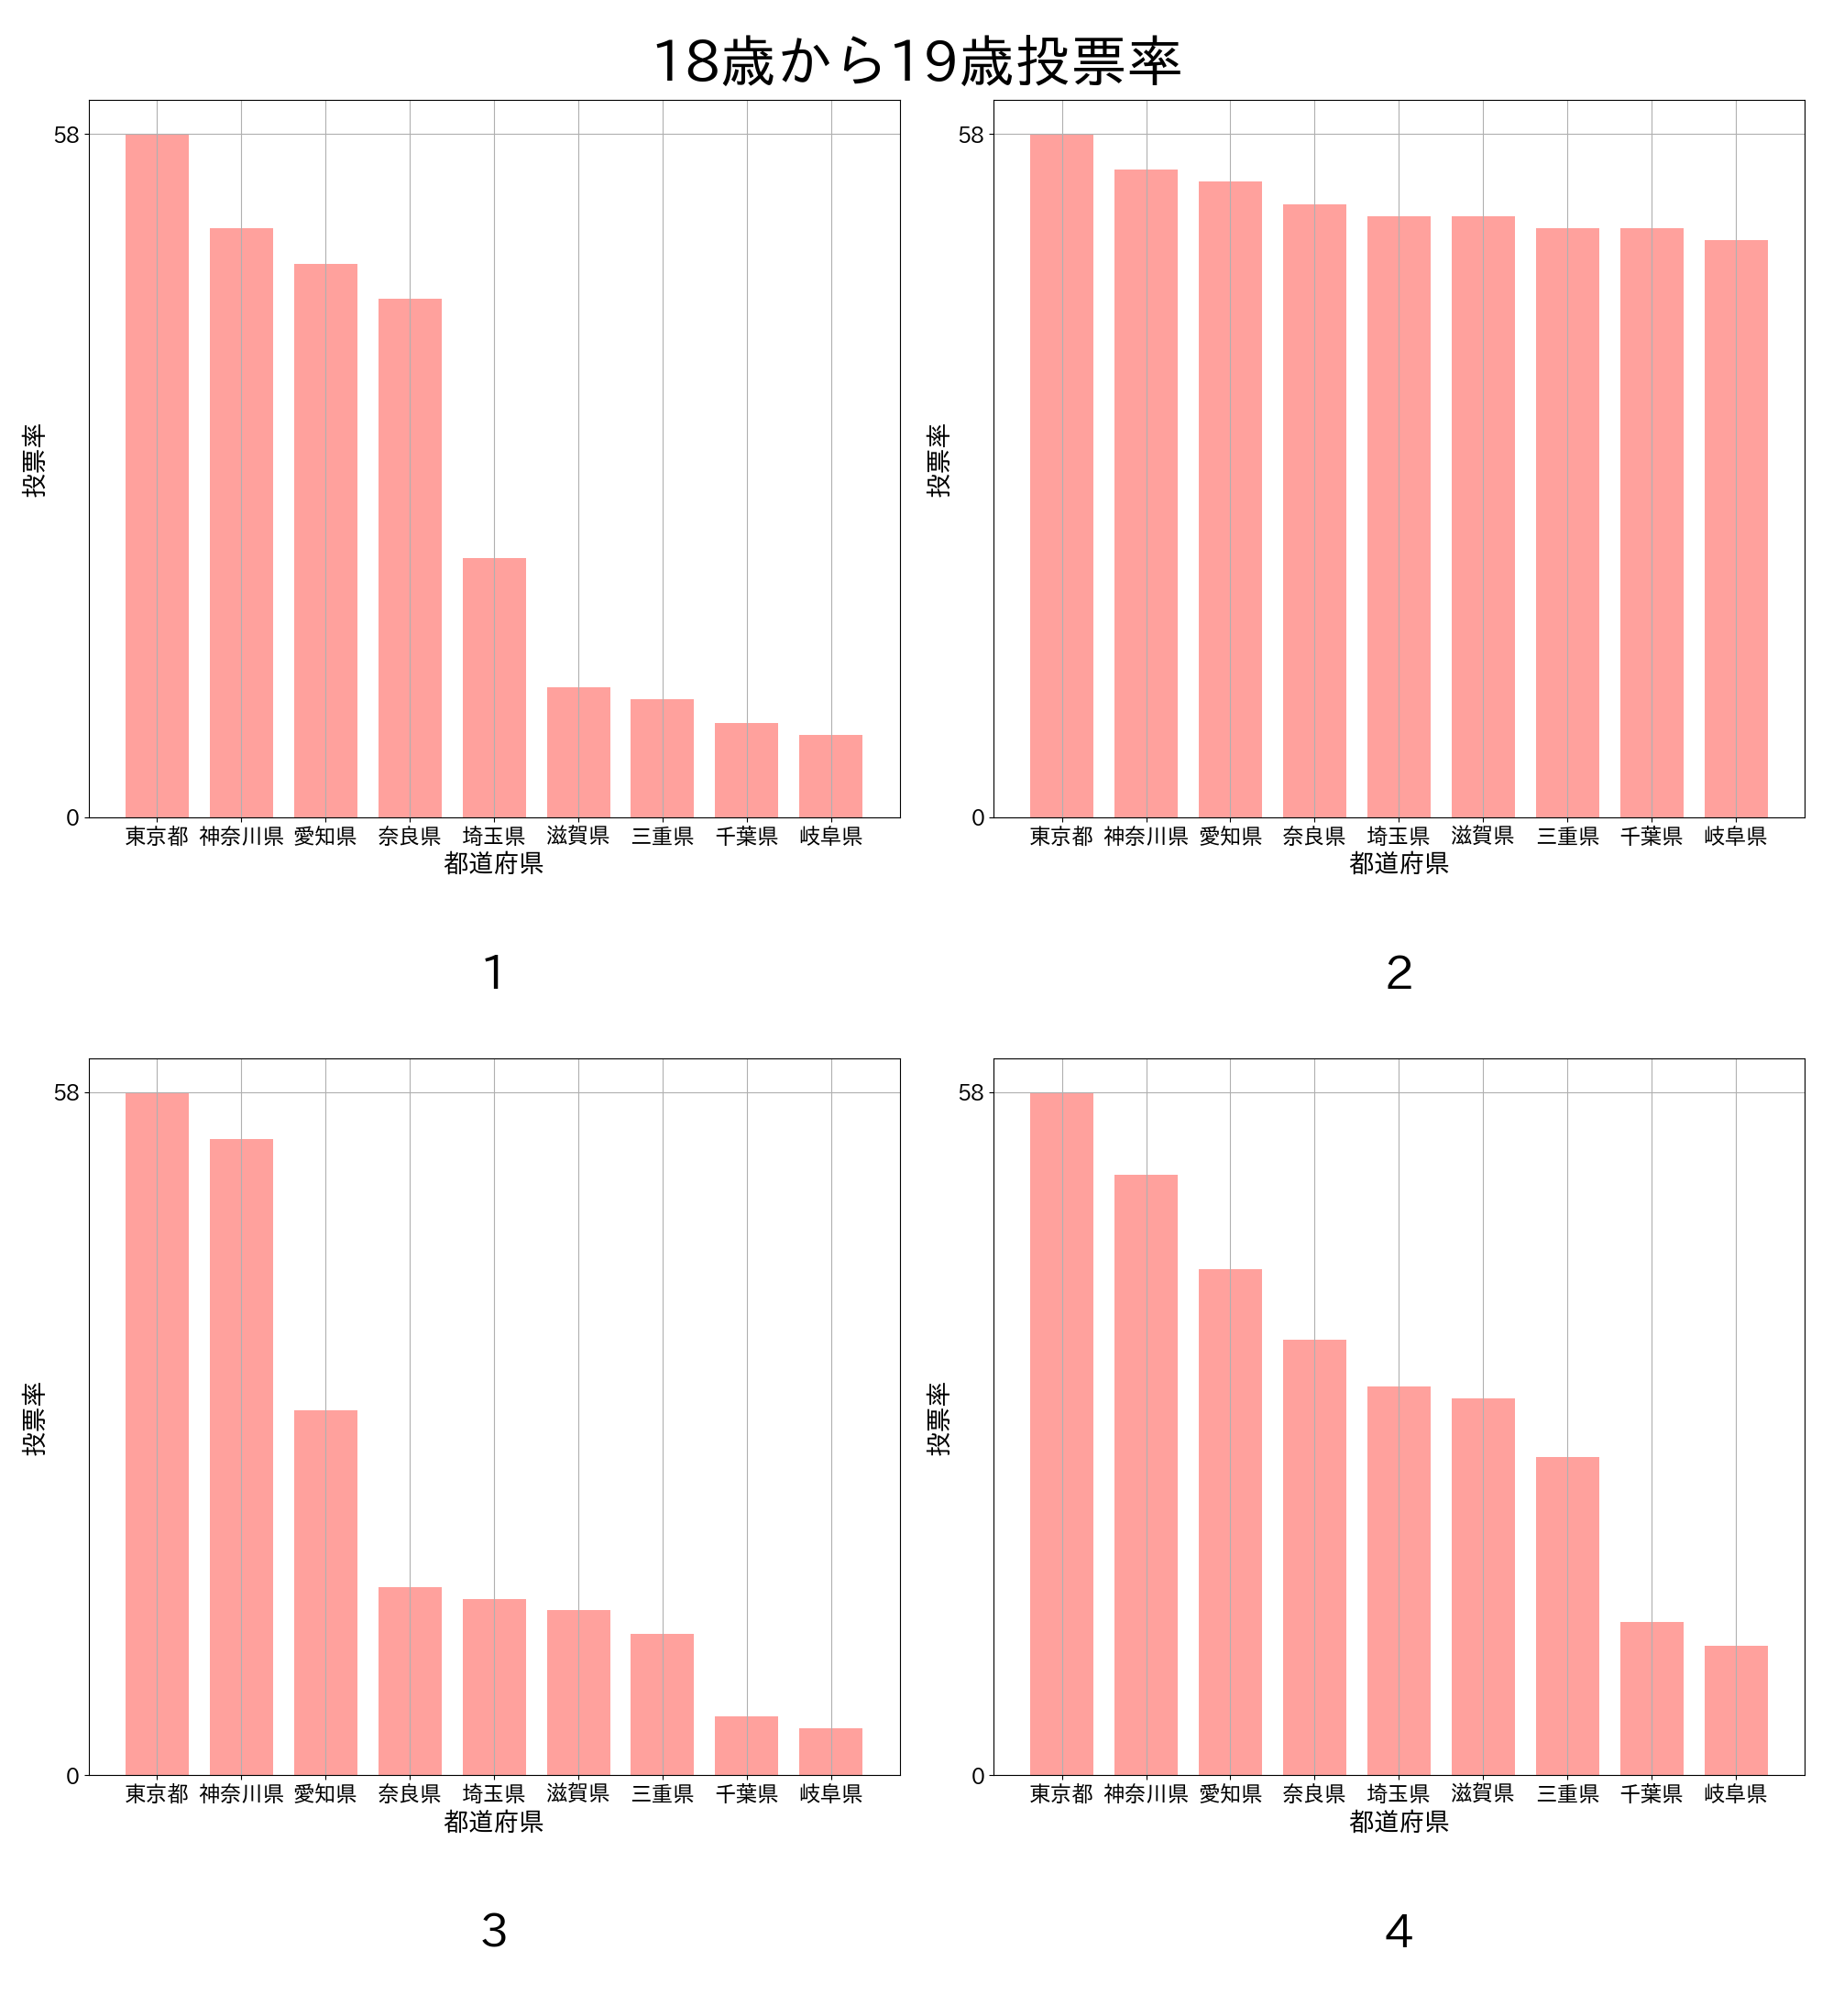 18歳から19歳投票率
58
0
投票率
東京都 神奈川県 愛知県 奈良県 埼玉県 滋賀県 三重県 千葉県 岐阜県
都道府県
1
58
0
投票率
東京都 神奈川県 愛知県 奈良県 埼玉県 滋賀県 三重県 千葉県 岐阜県
都道府県
2
58
0
投票率
東京都 神奈川県 愛知県 奈良県 埼玉県 滋賀県 三重県 千葉県 岐阜県
都道府県
3
58
0
投票率
東京都 神奈川県 愛知県 奈良県 埼玉県 滋賀県 三重県 千葉県 岐阜県
都道府県
4